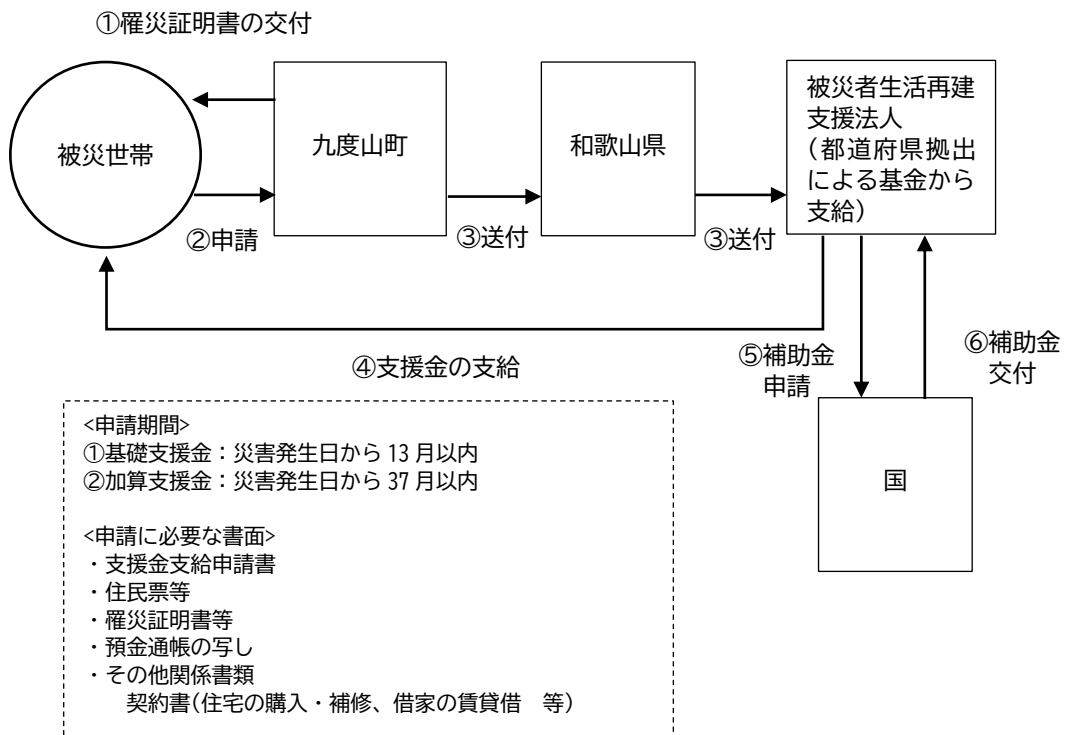 ①罹災証明書の交付
被災世帯
九度山町
和歌山県
被災者生活再建
支援法人
(都道府県拠出
による基金から
支給)
②申請
③送付
③送付
④支援金の支給
⑤補助金
申請
⑥補助金
交付
国
<申請期間>
①基礎支援金:災害発生日から 13 月以内
②加算支援金:災害発生日から 37 月以内
<申請に必要な書面>
・支援金支給申請書
・住民票等
・罹災証明書等
・預金通帳の写し
・その他関係書類
契約書(住宅の購入・補修、借家の賃貸借 等)